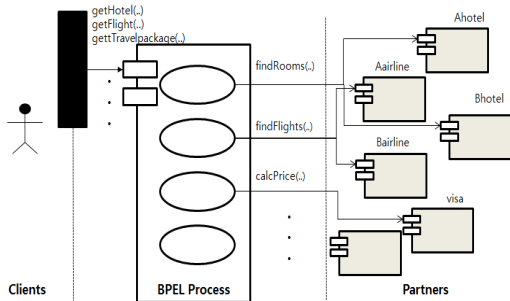 getHotel(..)
getFlight(..)
gettTravelpackage(..)
Ahotel
findRooms(..)
Aairline
Bhotel
findFlights(..)
Bairline
calcPrice(..)
visa
Clients
BPEL Process
Partners